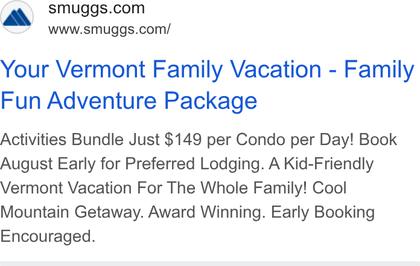 smuggs.com
www.smuggs.com/
Your Vermont Family Vacation - Family
Fun Adventure Package
Activities Bundle Just $149 per Condo per Day! Book
August Early for Preferred Lodging. A Kid-Friendly
Vermont Vacation For The Whole Family! Cool
Mountain Getaway. Award Winning. Early Booking
Encouraged.